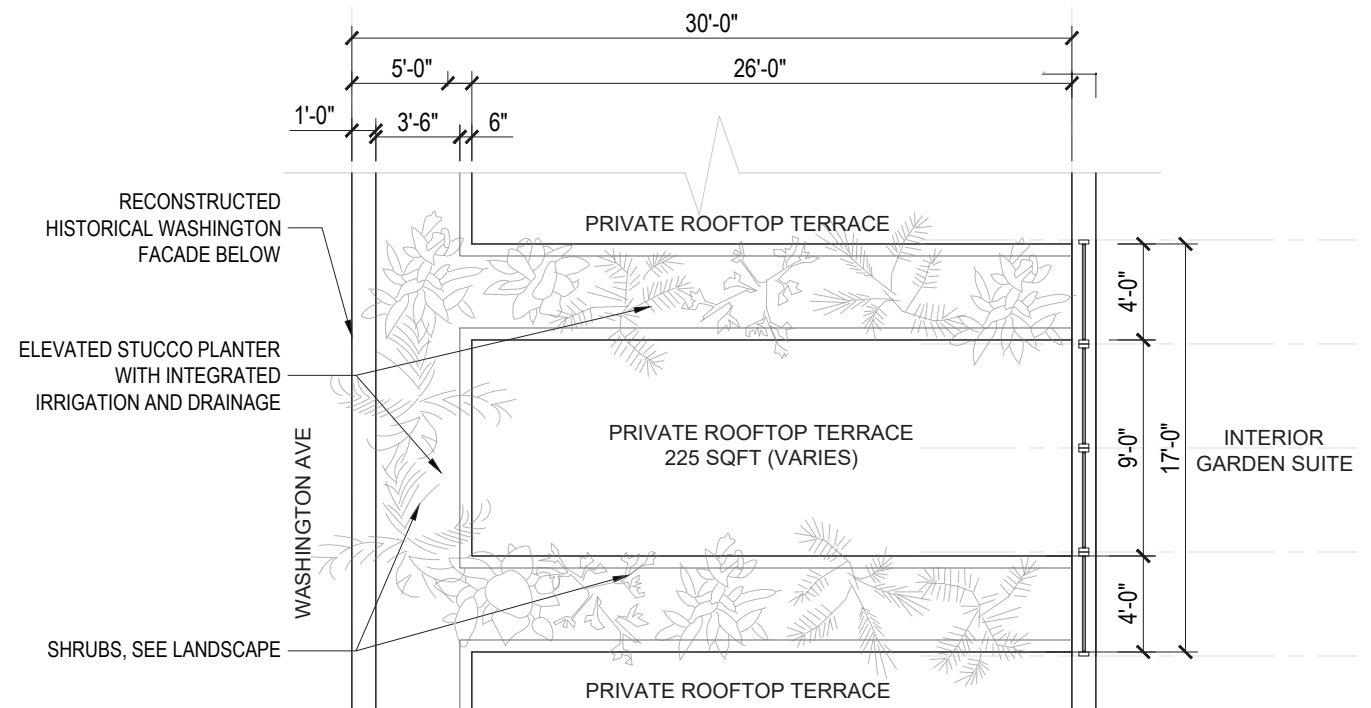 30'-0"
5'-0"
26'-0"
1'-0"
3'-6"
6"
RECONSTRUCTED
HISTORICAL WASHINGTON
FACADE BELOW
PRIVATE ROOFTOP TERRACE
4'-0"
ELEVATED STUCCO PLANTER
WITH INTEGRATED
IRRIGATION AND DRAINAGE
WASHINGTON AVE
PRIVATE ROOFTOP TERRACE
225 SQFT (VARIES)
9'-0"
17'-0"
INTERIOR
GARDEN SUITE
4'-0"
SHRUBS, SEE LANDSCAPE
PRIVATE ROOFTOP TERRACE